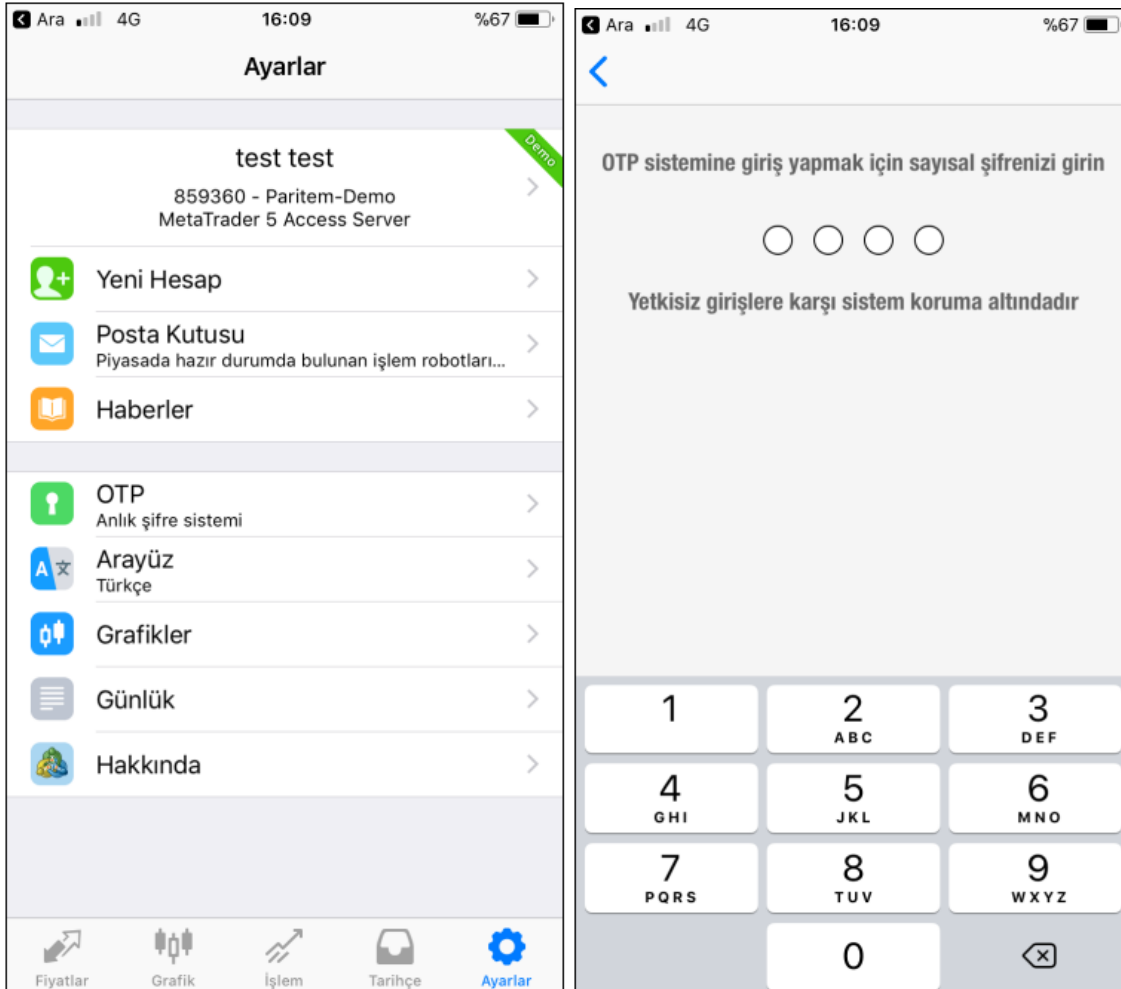 Ara 4G 16:09 %67
Ayarlar
Demo
test test
859360 - Paritem-Demo
MetaTrader 5 Access Server
Yeni Hesap
Posta Kutusu
Piyasada hazır durumda bulunan işlem robotları...
Haberler
OTP
Anlık şifre sistemi
A 文
Arayüz
Türkçe
Grafikler
Günlük
Hakkında
Fiyatlar Grafik İşlem Tarihçe Ayarlar
Ara 4G 16:09 %67
OTP sistemine giriş yapmak için sayısal şifrenizi girin
Yetkisiz girişlere karşı sistem koruma altındadır
1 2 3
ABC DEF
4 5 6
GHI JKL MNO
7 8 9
PQRS TUV WXYZ
0